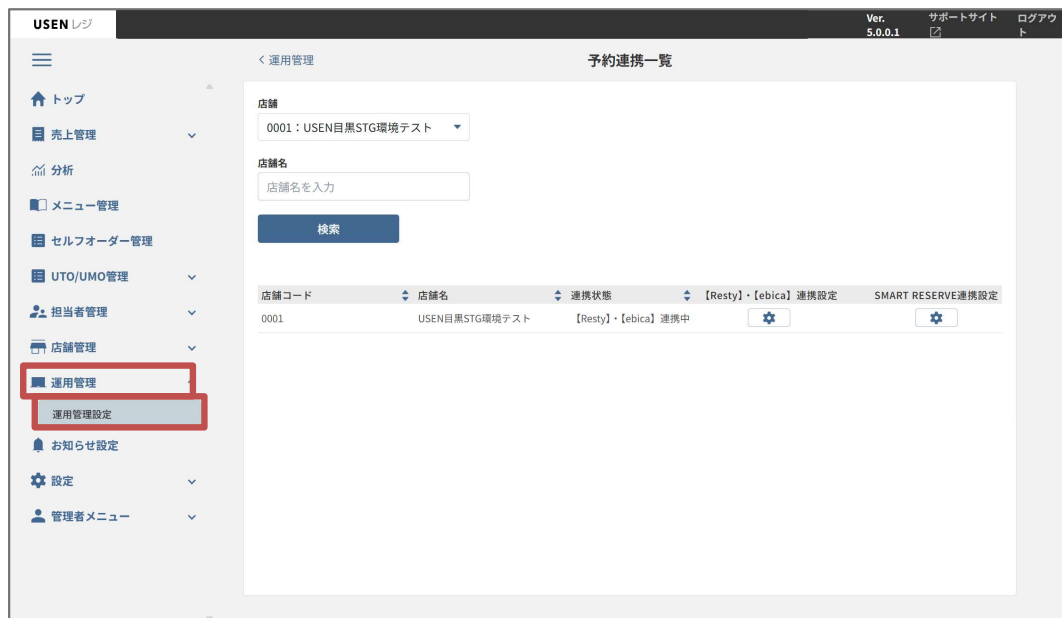 USEN レジ
Ver.
5.0.0.1
サポートサイト
ログアウ
ト
< 運用管理
予約連携一覧
トップ
売上管理
分析
メニュー管理
セルフオーダー管理
UTO/UMO管理
担当者管理
店舗管理
運用管理
運用管理設定
お知らせ設定
設定
管理者メニュー
店舗
0001：USEN目黒STG環境テスト
店舗名
店舗名を入力
検索
店舗コード 店舗名 連携状態 【Resty】・【ebica】連携設定 SMART RESERVE連携設定
0001 USEN目黒STG環境テスト 【Resty】・【ebica】連携中